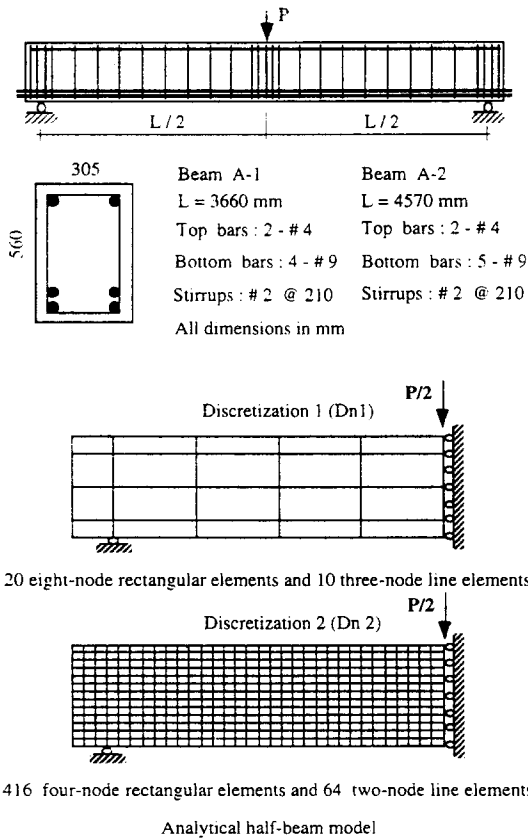 P
L / 2 L / 2
305
560
Beam A-1 Beam A-2
L = 3660 mm L = 4570 mm
Top bars : 2 - # 4 Top bars : 2 - # 4
Bottom bars : 4 - # 9 Bottom bars : 5 - # 9
Stirrups : # 2 @ 210 Stirrups : # 2 @ 210
All dimensions in mm
P/2
Discretization 1 (Dn1)
20 eight-node rectangular elements and 10 three-node line elements
P/2
Discretization 2 (Dn 2)
416 four-node rectangular elements and 64 two-node line elements
Analytical half-beam model